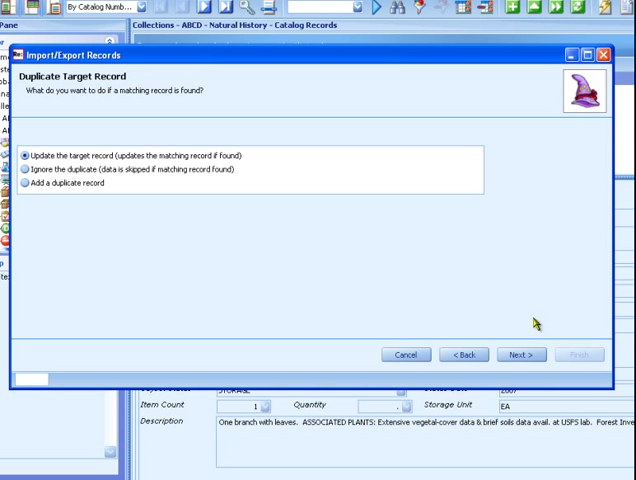 By Catalog Numb...
Pane
Collections - ABCD - Natural History - Catalog Records
Import/Export Records
Duplicate Target Record
What do you want to do if a matching record is found?
Update the target record (updates the matching record if found)
Ignore the duplicate (data is skipped if matching record found)
Add a duplicate record
Cancel
< Back
Next >
Finish
STORAGE
2007
Item Count
1
Quantity
.
Storage Unit
EA
Description
One branch with leaves. ASSOCIATED PLANTS: Extensive vegetal-cover data & brief soils data avail. at USFS lab. Forest Inve